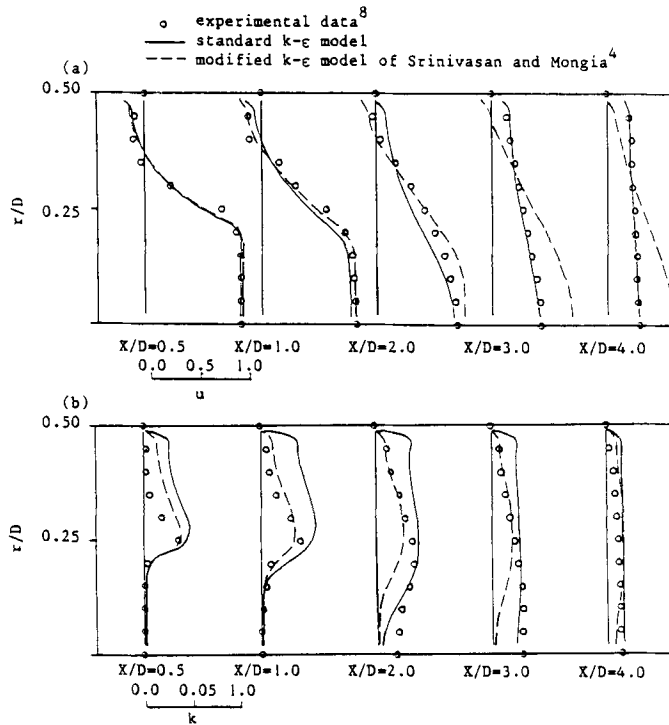 experimental data8
standard k-ε model
modified k-ε model of Srinivasan and Mongia4
(a)
0.50
r/D
0.25
X/D=0.5 X/D=1.0 X/D=2.0 X/D=3.0 X/D=4.0
0.0 0.5 1.0
u
(b)
0.50
r/D
0.25
X/D=0.5 X/D=1.0 X/D=2.0 X/D=3.0 X/D=4.0
0.0 0.05 1.0
k